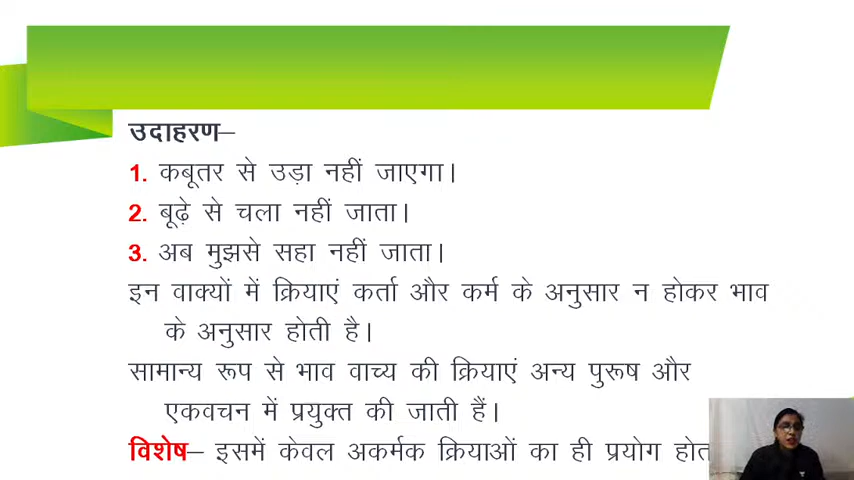 उदाहरण–
1. कबूतर से उड़ा नहीं जाएगा।
2. बूढ़े से चला नहीं जाता।
3. अब मुझसे सहा नहीं जाता।
इन वाक्यों में क्रियाएं कर्ता और कर्म के अनुसार न होकर भाव
के अनुसार होती है।
सामान्य रूप से भाव वाच्य की क्रियाएं अन्य पुरूष और
एकवचन में प्रयुक्त की जाती हैं।
विशेष– इसमें केवल अकर्मक क्रियाओं का ही प्रयोग